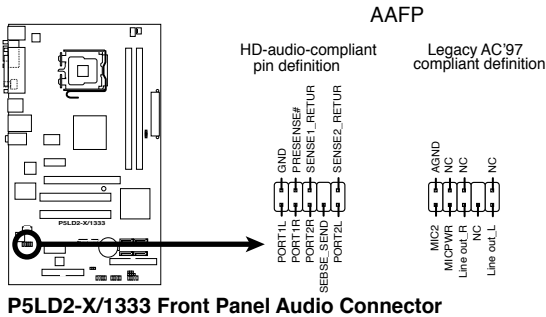 AAFP
HD-audio-compliant
pin definition
Legacy AC'97
compliant definition
GND
PRESENSE#
SENSE1_RETUR
SENSE2_RETUR
PORT1L
PORT1R
PORT2R
SEBSE_SEND
PORT2L
AGND
NC
NC
NC
MIC2
MICPWR
Line out_R
NC
Line out_L
P5LD2-X/1333
P5LD2-X/1333 Front Panel Audio Connector